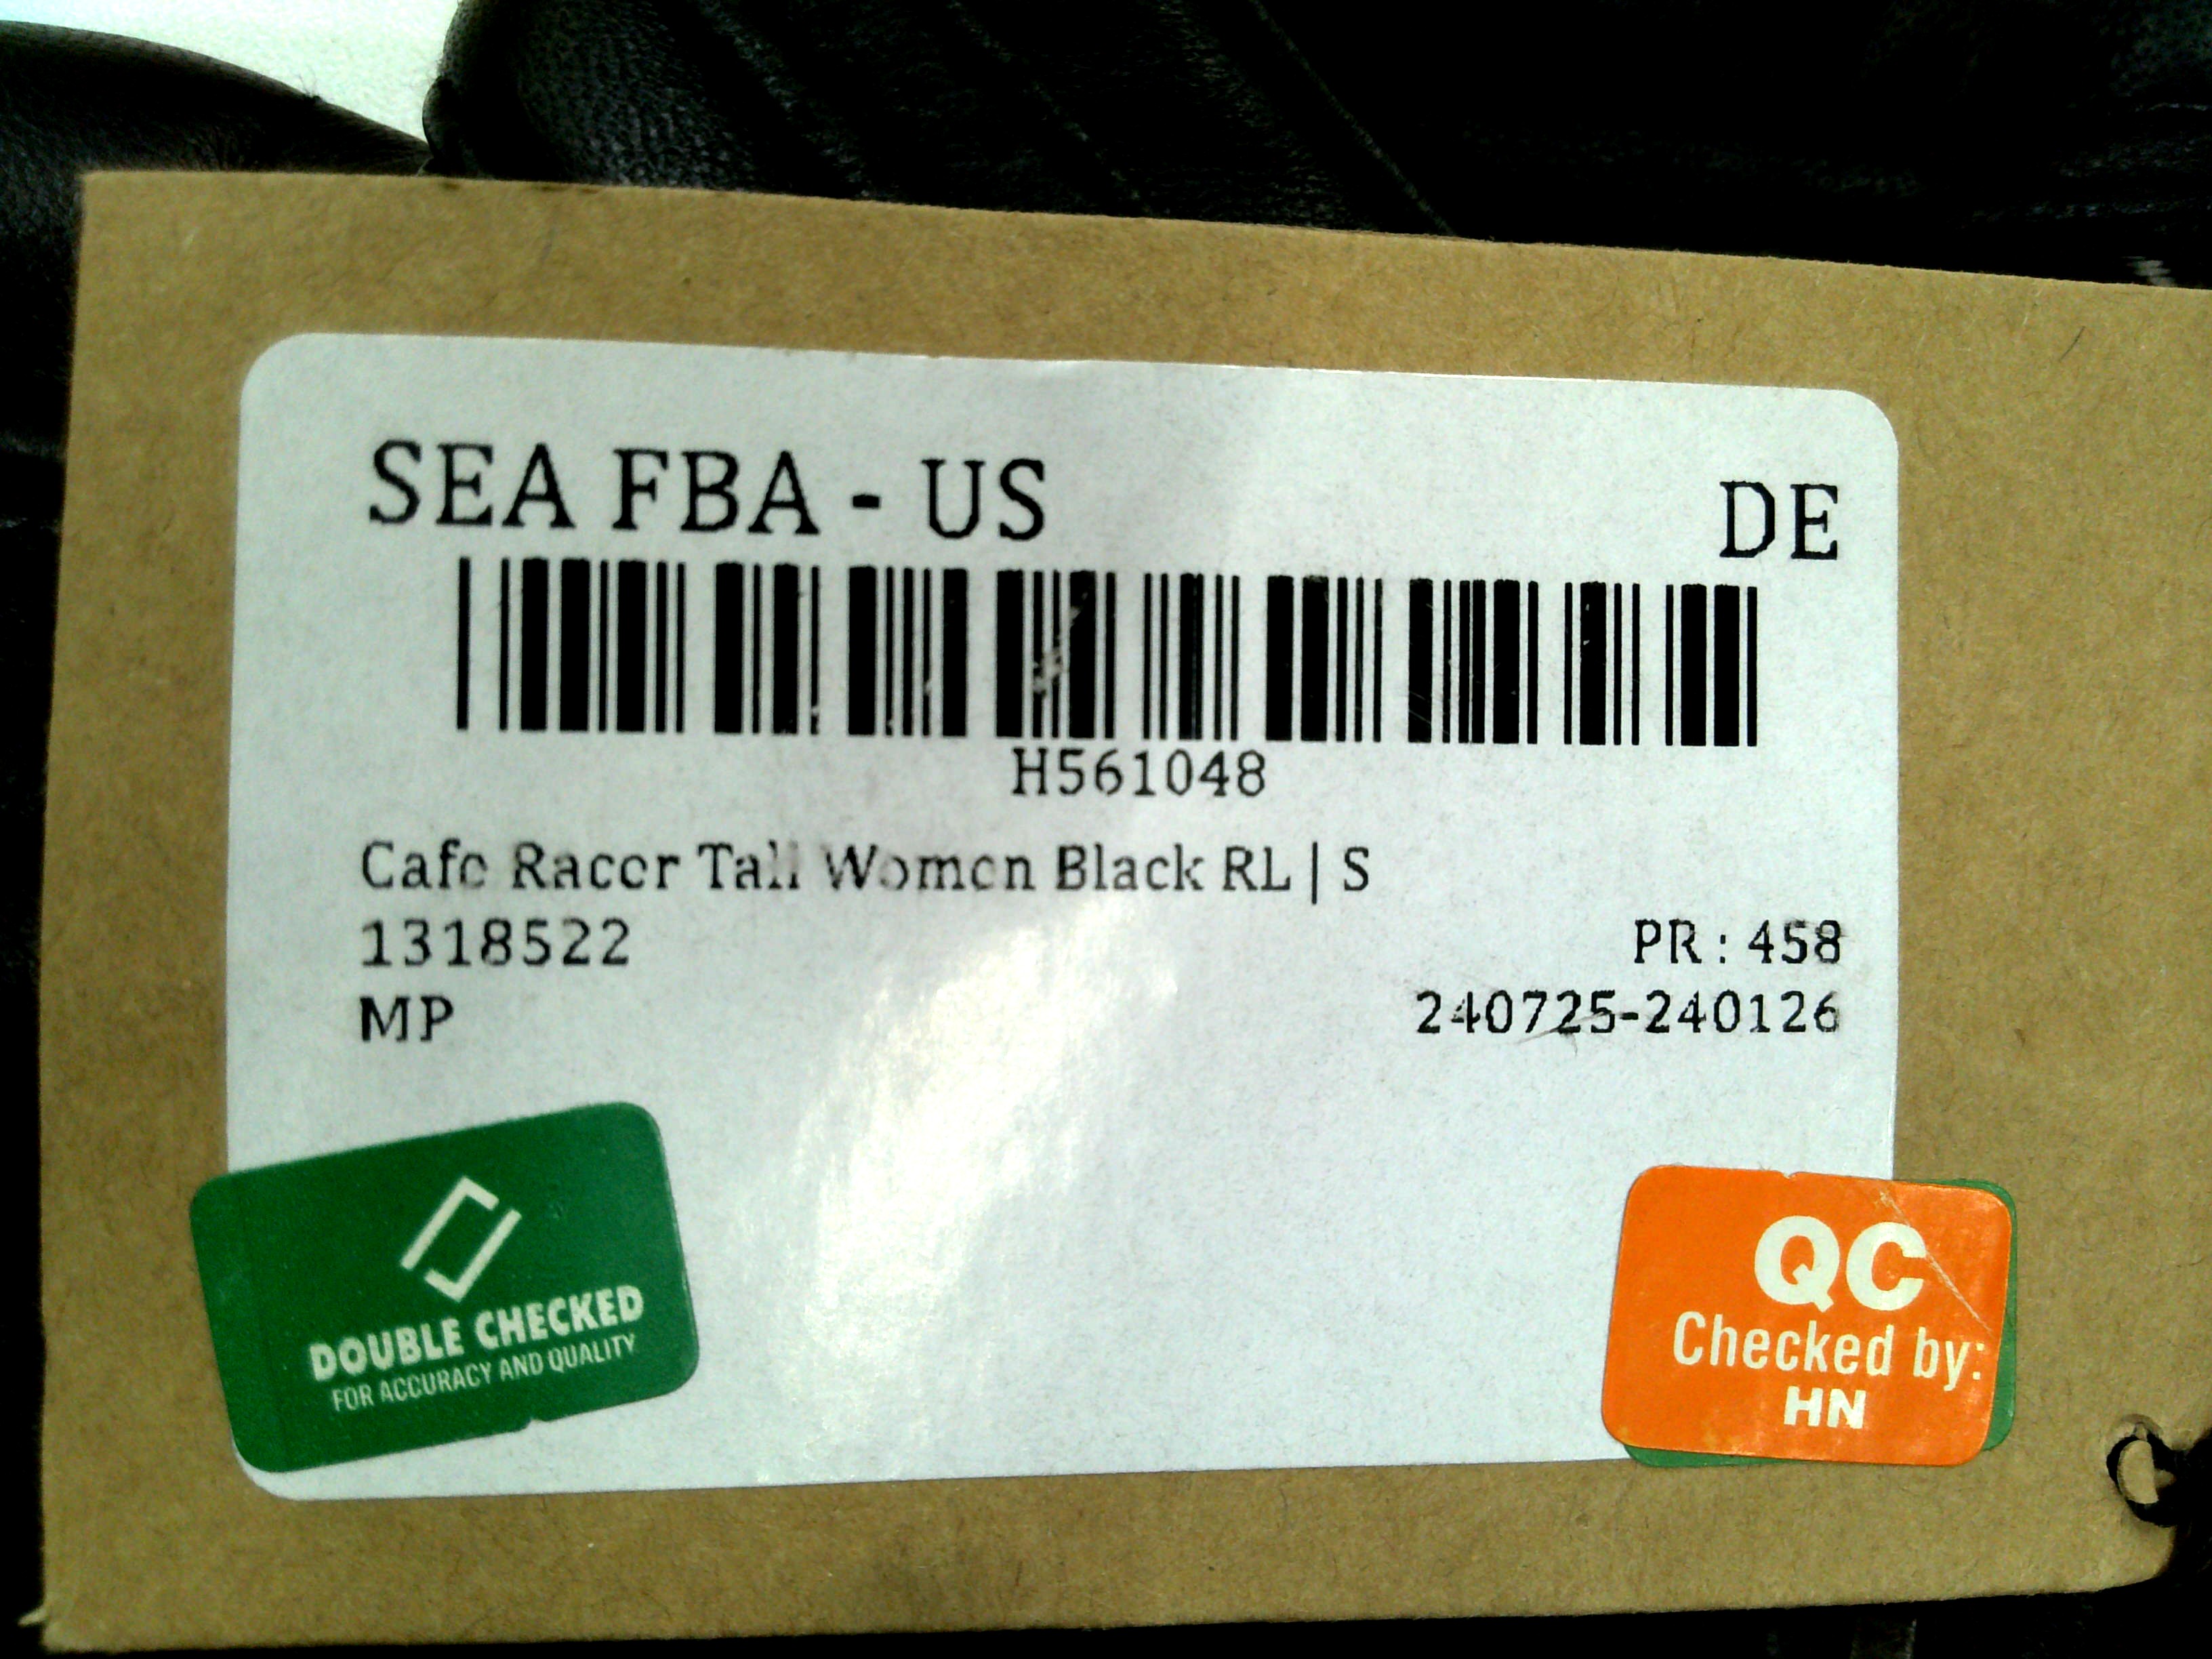 SEA FBA - US
DE
H561048
Cafe Racer Tall Women Black RL | S
1318522
PR : 458
MP
240725-240126
DOUBLE CHECKED
FOR ACCURACY AND QUALITY
QC
Checked by:
HN